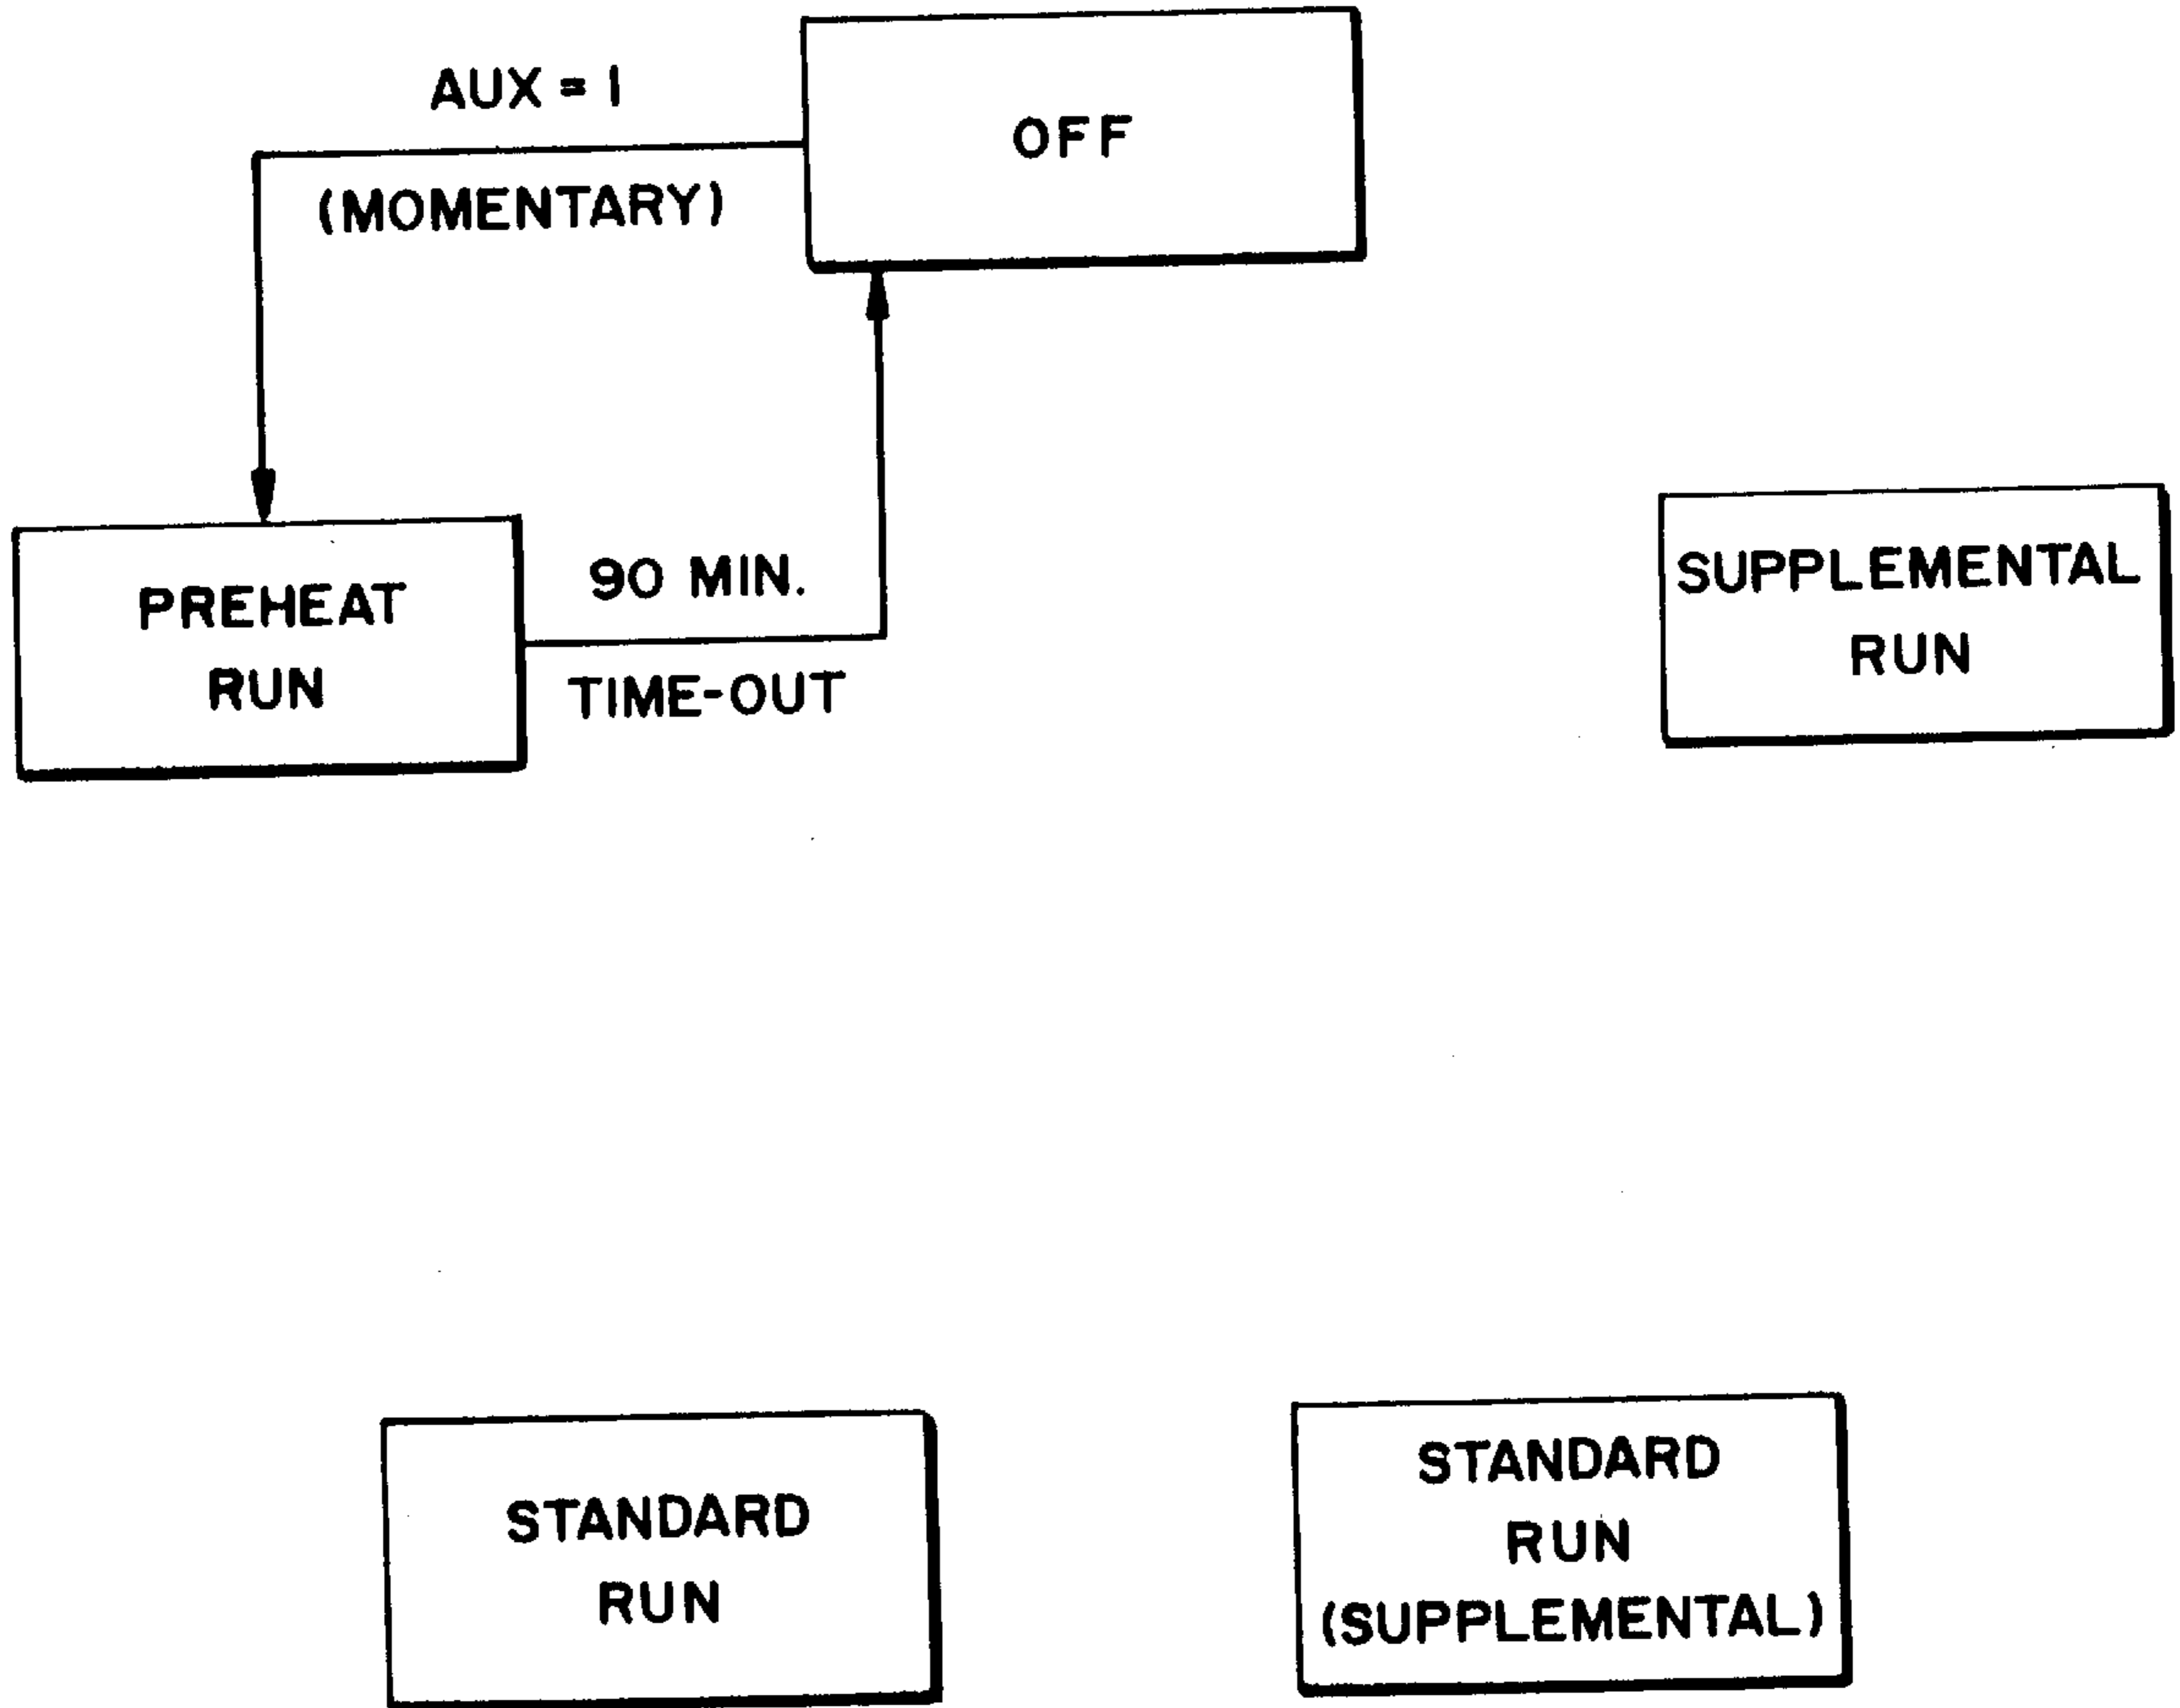 AUX = 1
(MOMENTARY)
OFF
PREHEAT
RUN
90 MIN.
TIME-OUT
SUPPLEMENTAL
RUN
STANDARD
RUN
STANDARD
RUN
(SUPPLEMENTAL)